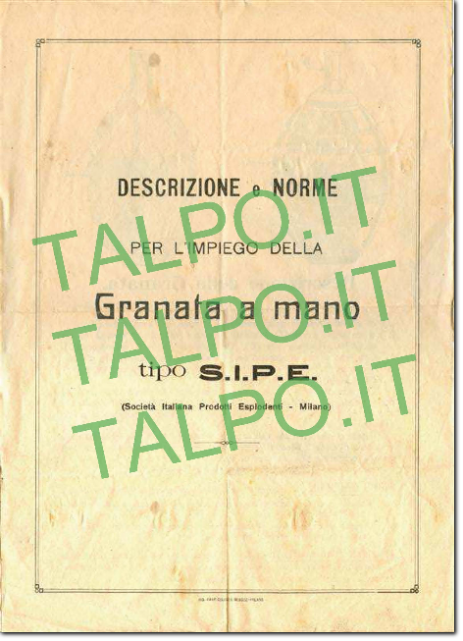 DESCRIZIONE e NORME
PER L'IMPIEGO DELLA
Granata a mano
tipo S.I.P.E.
(Società Italiana Prodotti Esplodenti - Milano)
TALPO.IT
TALPO.IT
TALPO.IT